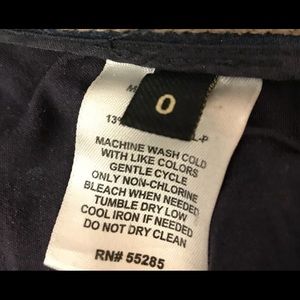 0
13%
L-P
MACHINE WASH COLD
WITH LIKE COLORS
GENTLE CYCLE
ONLY NON-CHLORINE
BLEACH WHEN NEEDED
TUMBLE DRY LOW
COOL IRON IF NEEDED
DO NOT DRY CLEAN
RN# 55285